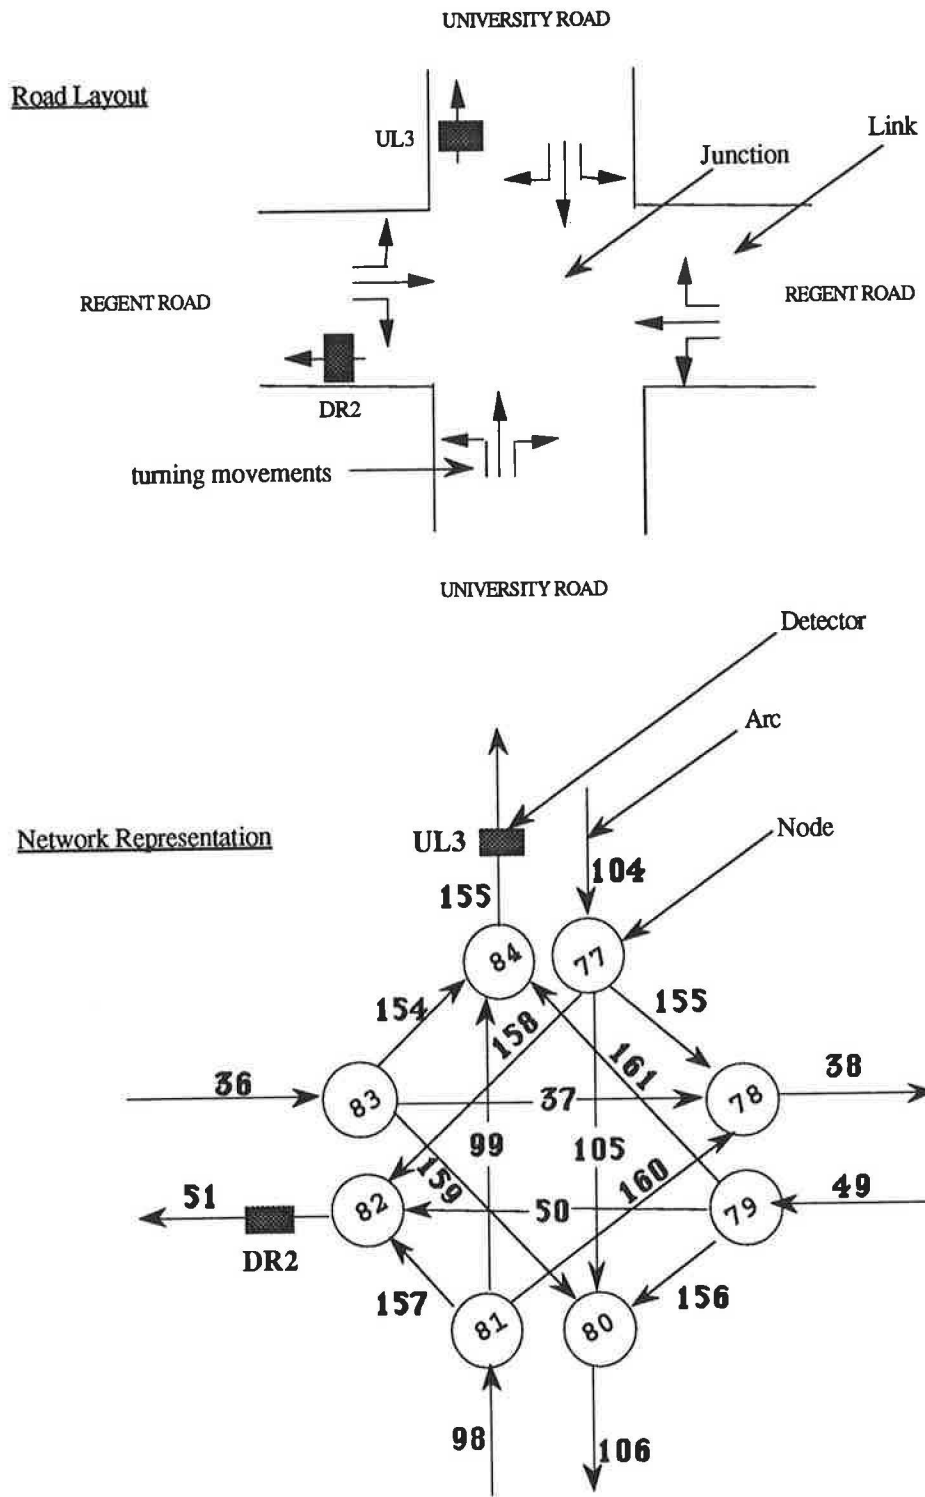 UNIVERSITY ROAD
Road Layout
UL3
Junction
Link
REGENT ROAD
REGENT ROAD
DR2
turning movements
UNIVERSITY ROAD
Detector
Arc
Network Representation
UL3
Node
104
155
84
77
154
158
155
161
36
83
37
78
38
99
105
159
160
51
82
50
79
49
DR2
157
81
80
156
98
106